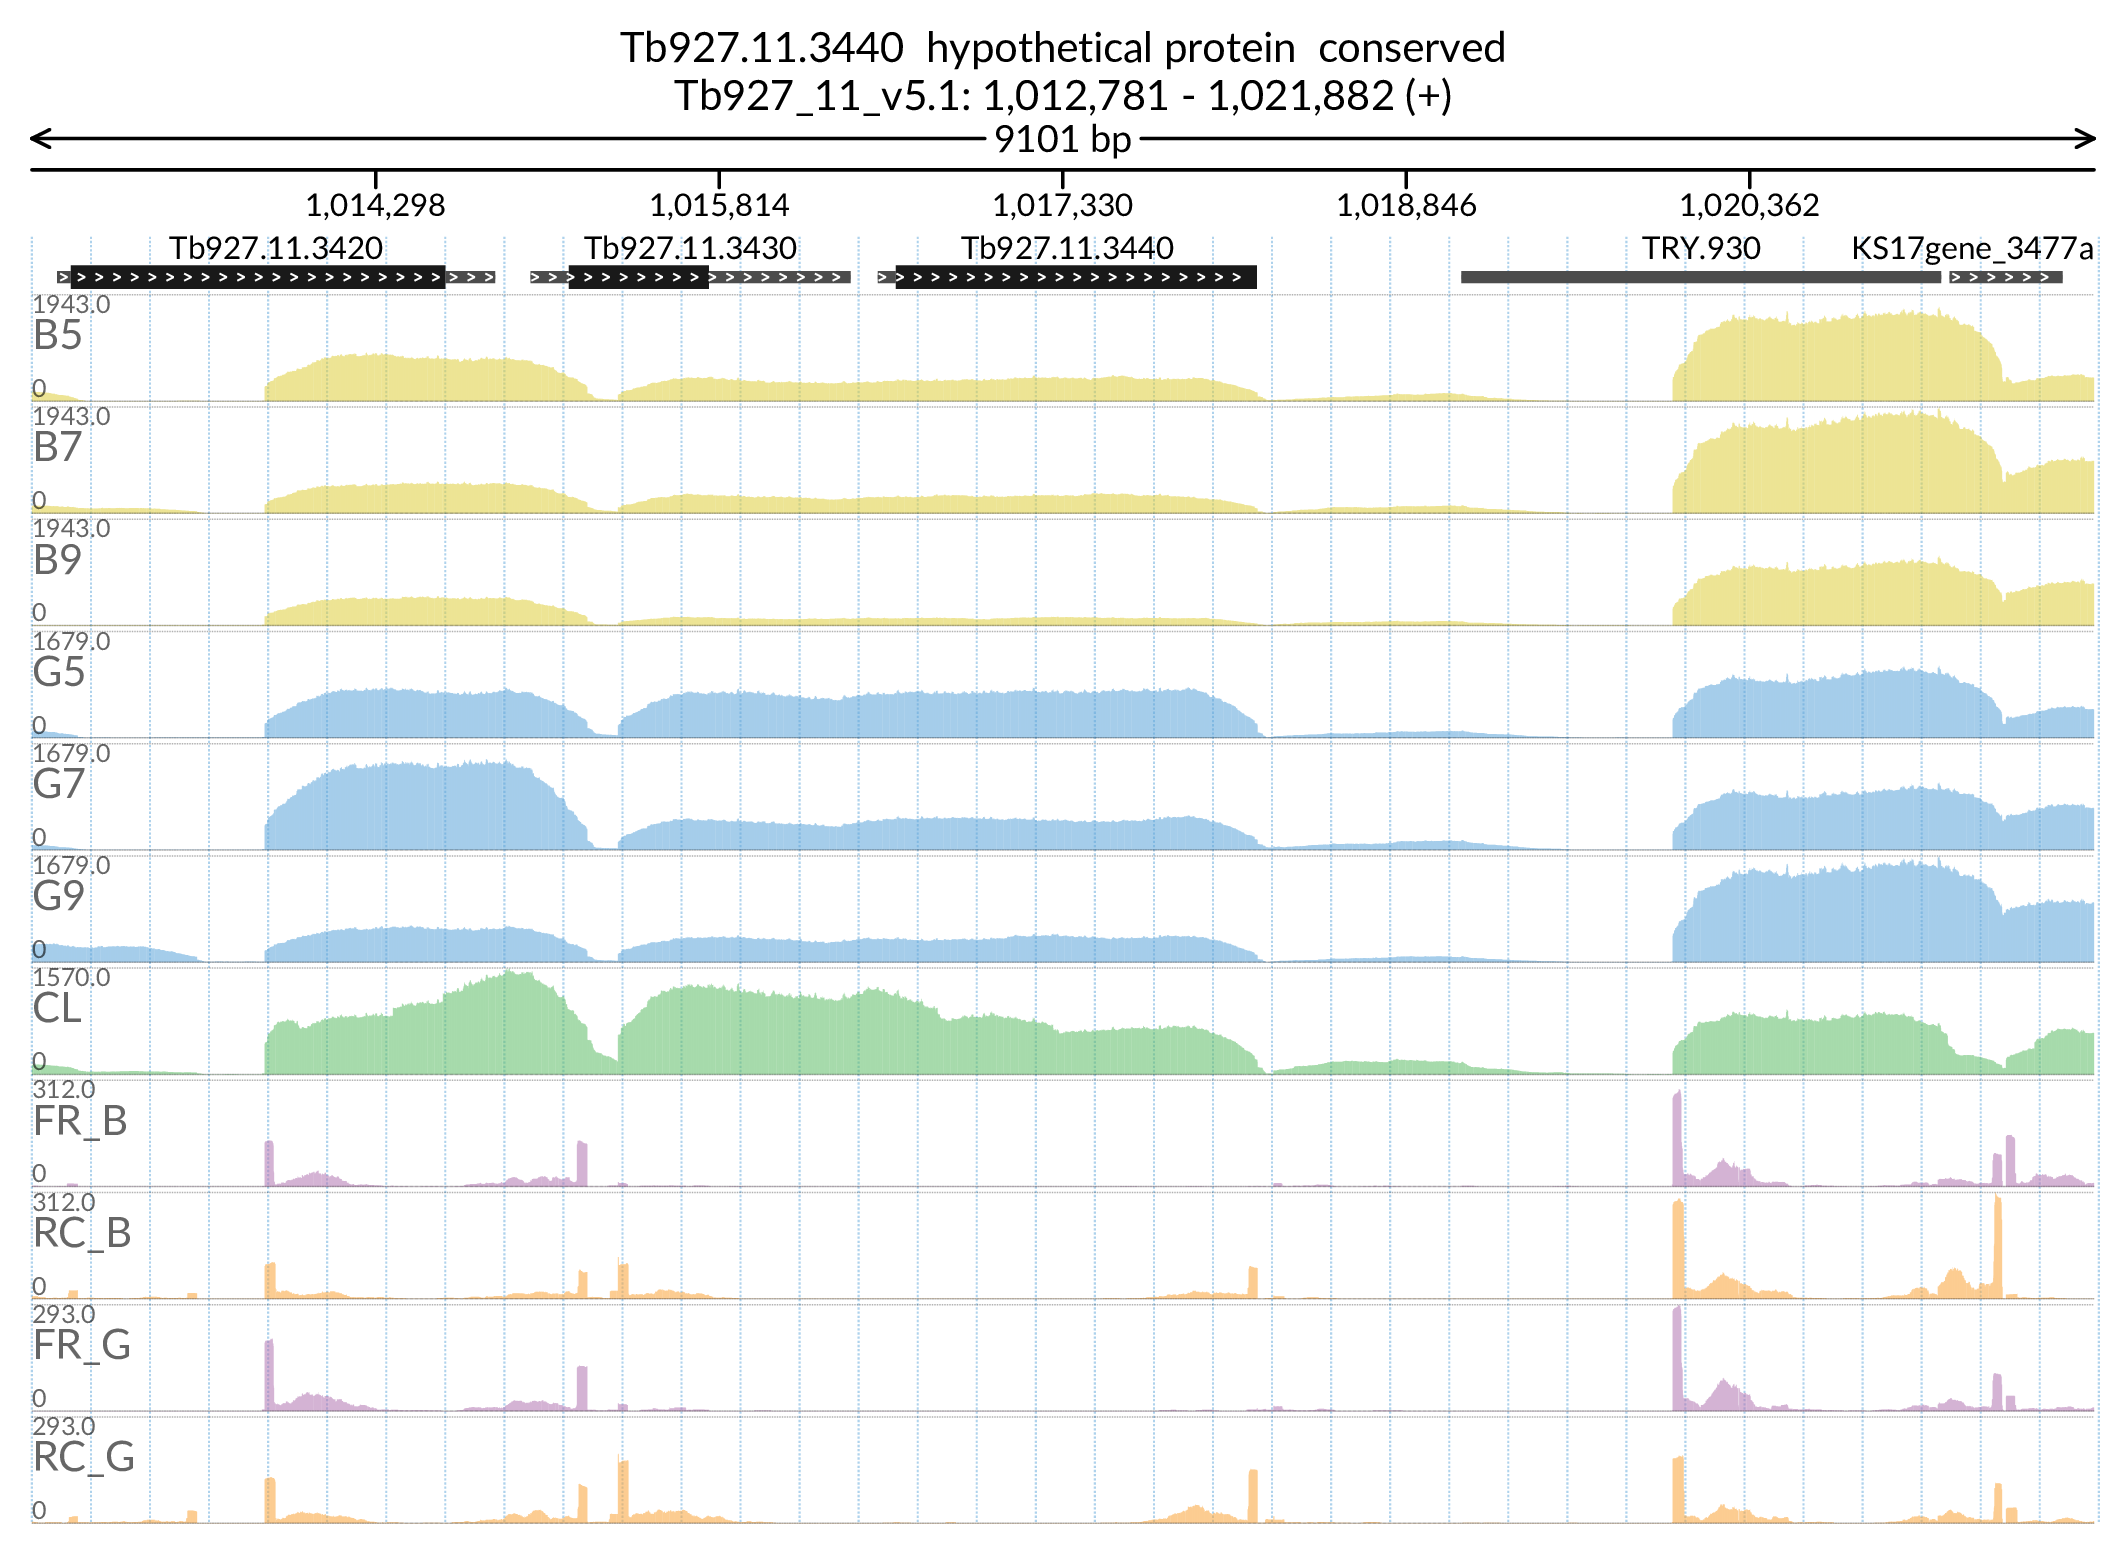 Tb927.11.3440  hypothetical protein  conserved
Tb927_11_v5.1: 1,012,781 - 1,021,882 (+)
9101 bp
1,014,298 1,015,814 1,017,330 1,018,846 1,020,362
Tb927.11.3420 Tb927.11.3430 Tb927.11.3440 TRY.930 KS17gene_3477a
1943.0
B5
0
1943.0
B7
0
1943.0
B9
0
1679.0
G5
0
1679.0
G7
0
1679.0
G9
0
1570.0
CL
0
312.0
FR_B
0
312.0
RC_B
0
293.0
FR_G
0
293.0
RC_G
0